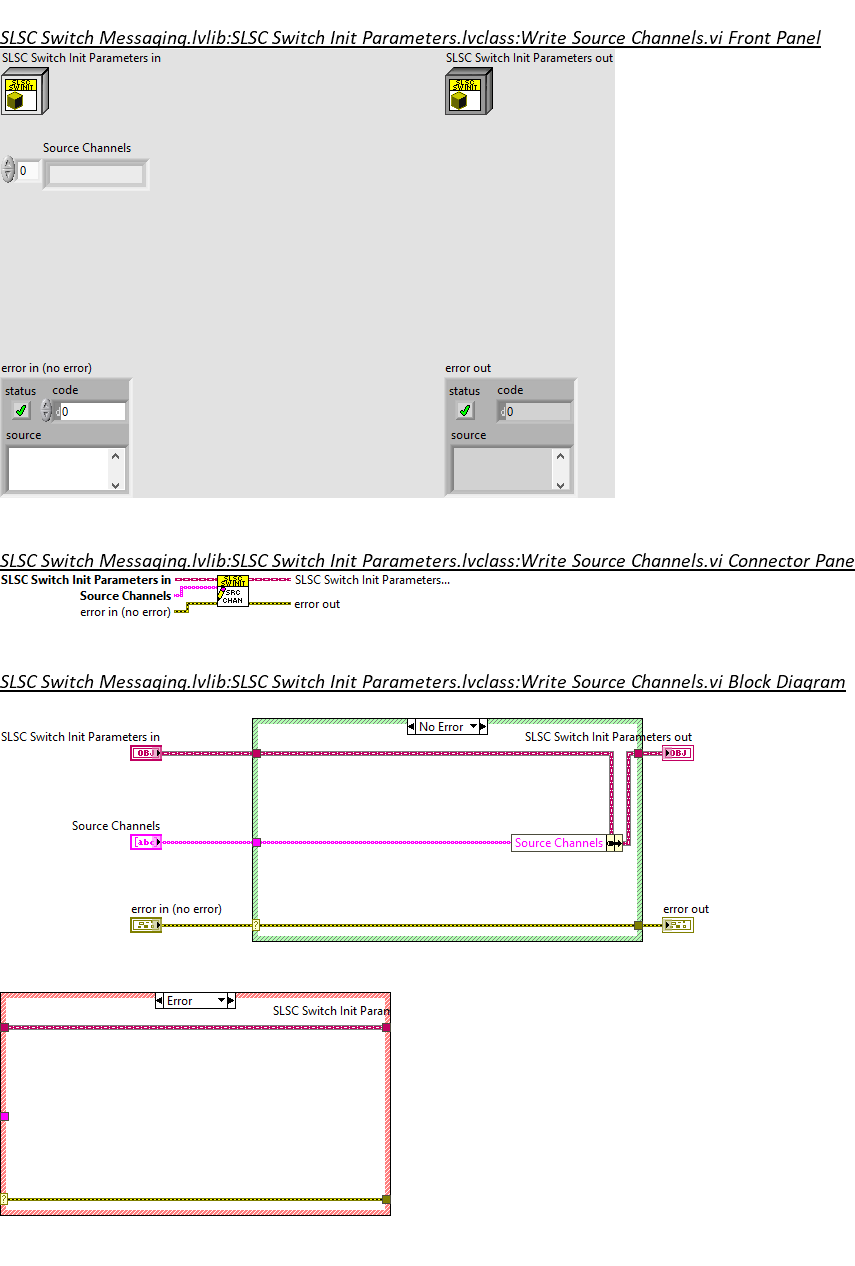 SLSC Switch Messaging.lvlib:SLSC Switch Init Parameters.lvclass:Write Source Channels.vi Front Panel
SLSC Switch Init Parameters in
SLSC Switch Init Parameters out
SLSC
SWINIT
SLSC
SWINIT
Source Channels
0
error in (no error)
error out
status
code
status
code
d
0
d
0
source
source
SLSC Switch Messaging.lvlib:SLSC Switch Init Parameters.lvclass:Write Source Channels.vi Connector Pane
SLSC Switch Init Parameters in
SLSC
SWINIT
SLSC Switch Init Parameters...
Source Channels
SRC
CHAN
error in (no error)
error out
SLSC Switch Messaging.lvlib:SLSC Switch Init Parameters.lvclass:Write Source Channels.vi Block Diagram
No Error
SLSC Switch Init Parameters in
SLSC Switch Init Parameters out
OBJ
OBJ
Source Channels
[abc
Source Channels
error in (no error)
error out
?
Error
SLSC Switch Init Param
?